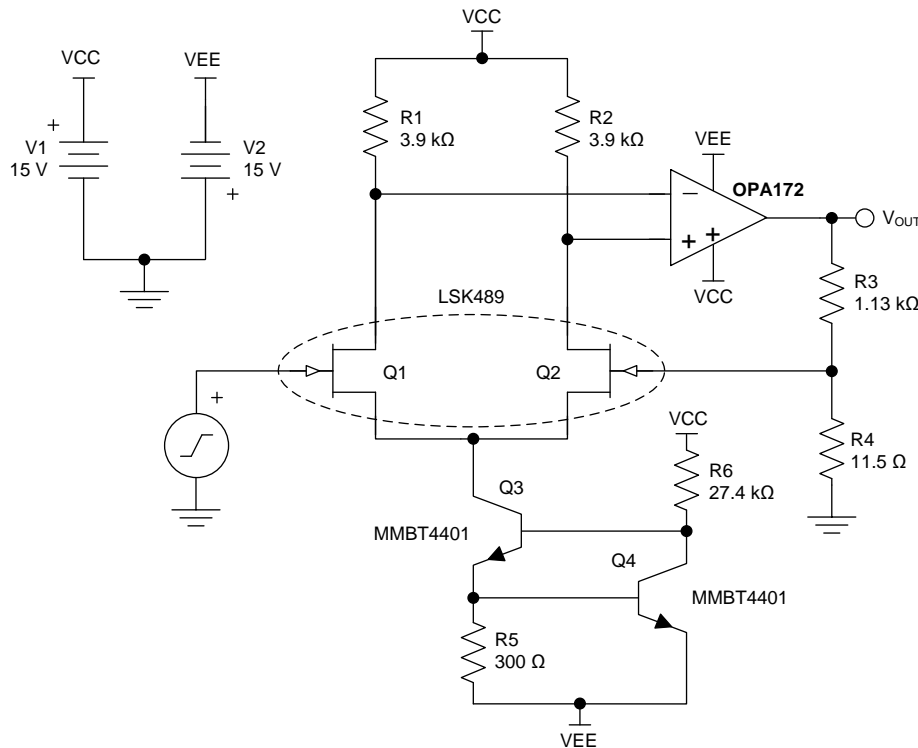 VCC
VCC
VEE
R1
3.9 kΩ
R2
3.9 kΩ
+
V1
15 V
V2
15 V
+
VEE
OPA172
−
+
+
VCC
VOUT
R3
1.13 kΩ
LSK489
Q1
Q2
+
VCC
R4
11.5 Ω
R6
27.4 kΩ
Q3
MMBT4401
Q4
MMBT4401
R5
300 Ω
VEE